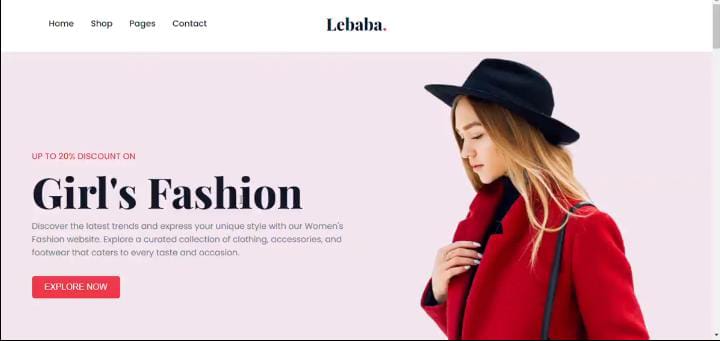 Home Shop Pages Contact Lebaba.
UP TO 20% DISCOUNT ON
Girl's Fashion
Discover the latest trends and express your unique style with our Women's
Fashion website. Explore a curated collection of clothing, accessories, and
footwear that caters to every taste and occasion.
EXPLORE NOW